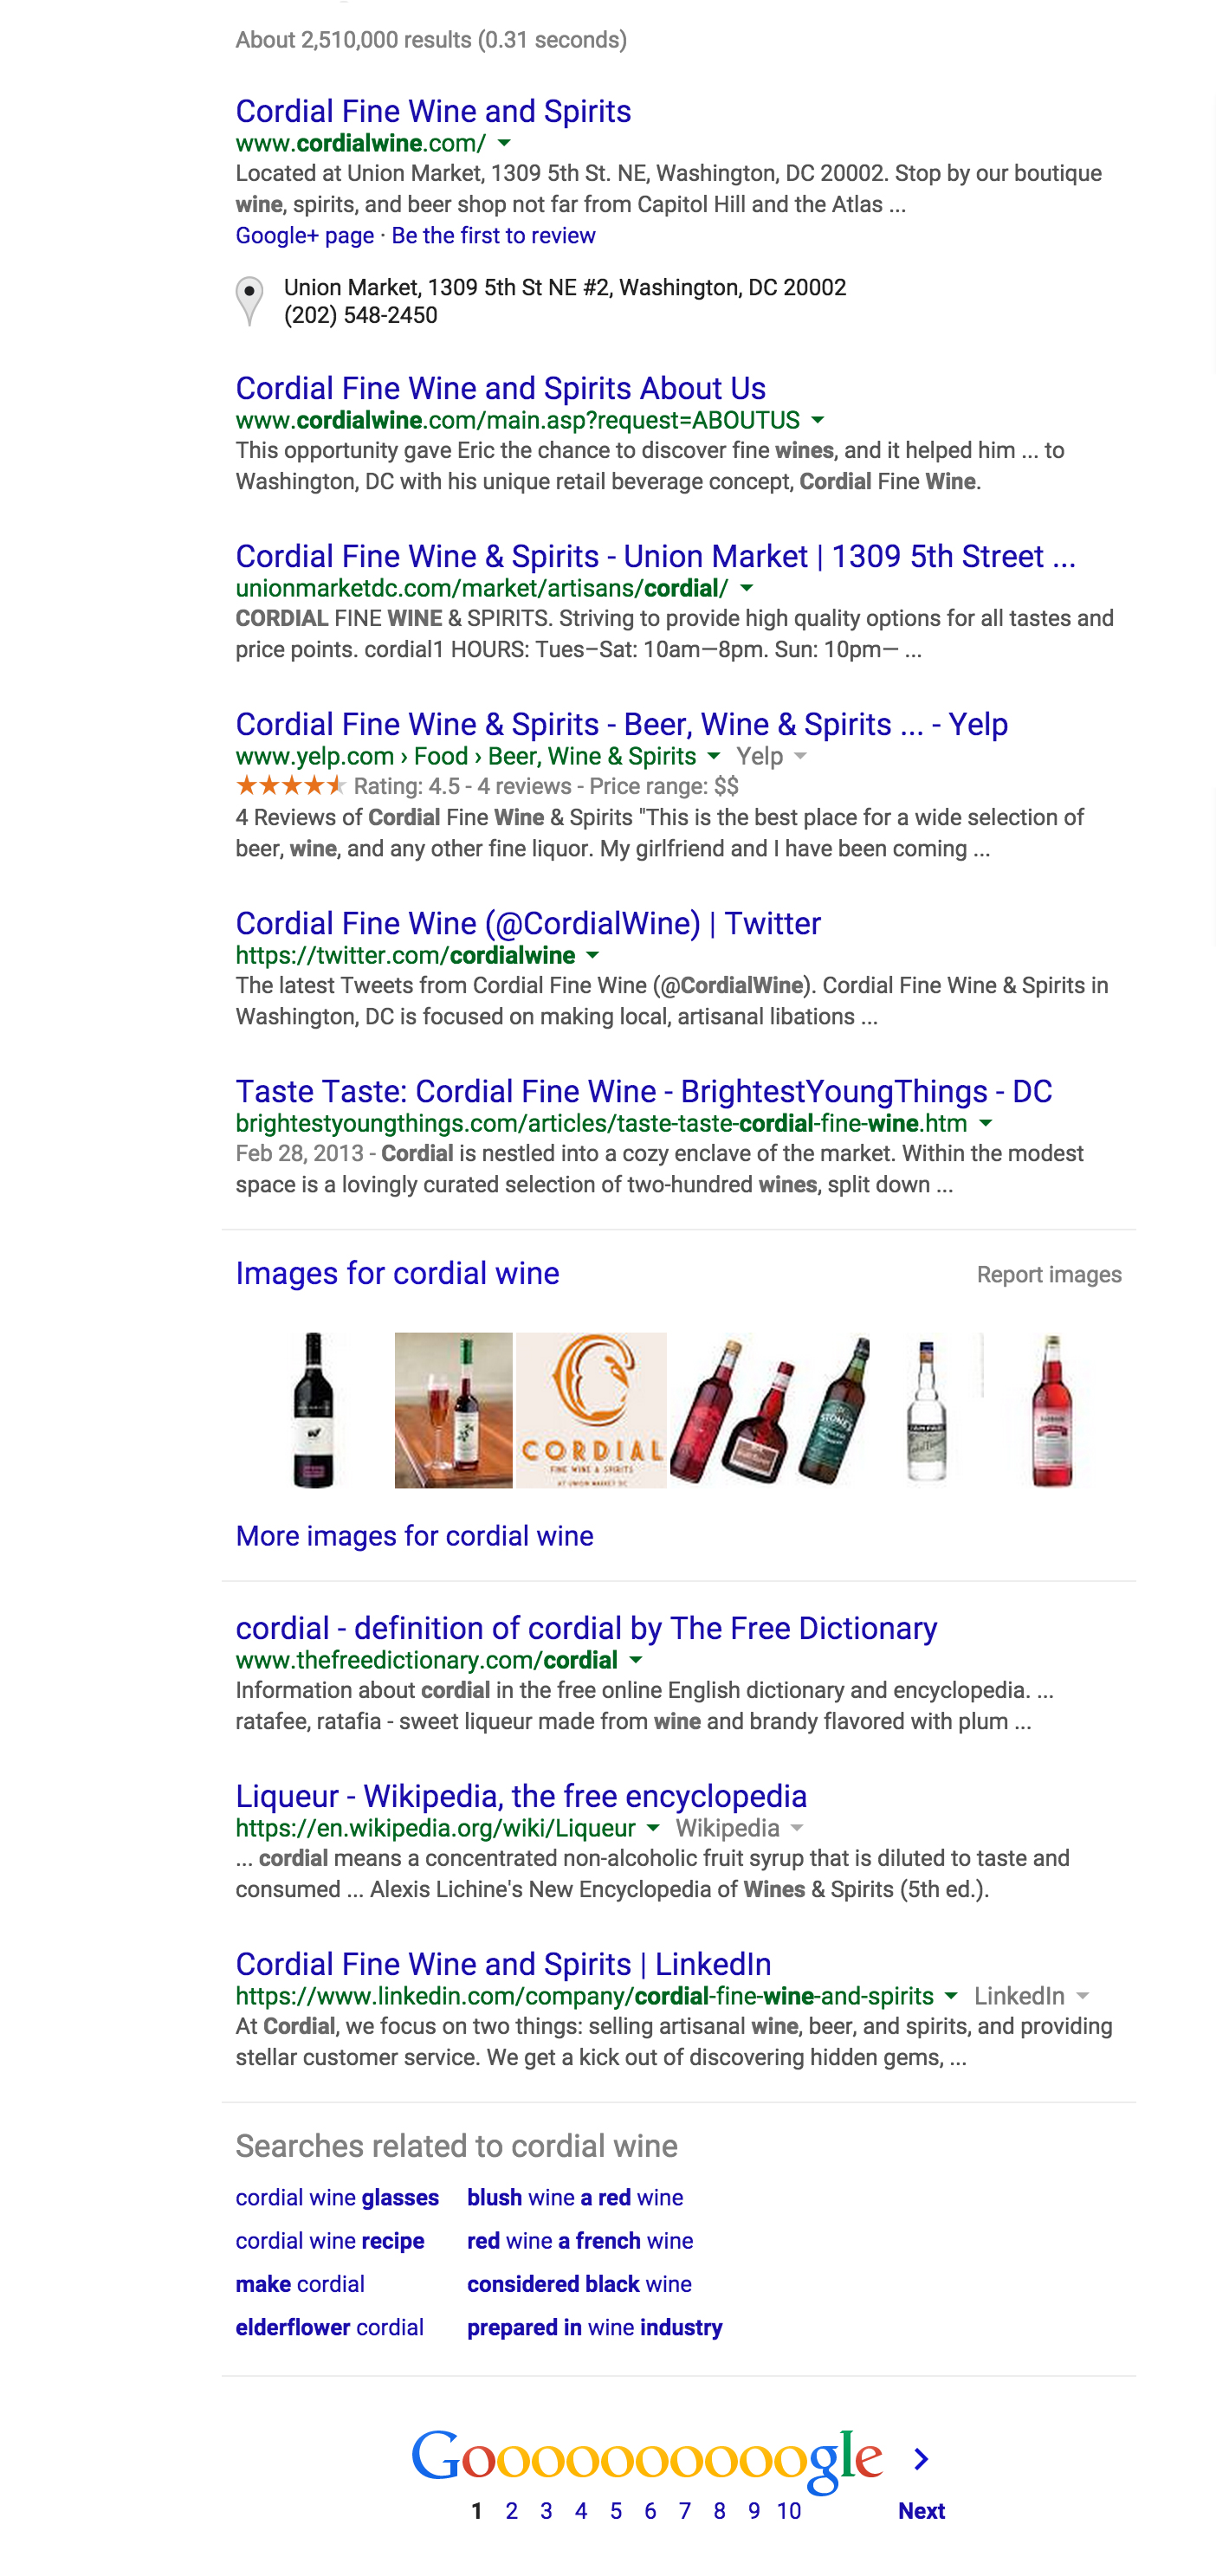 About 2,510,000 results (0.31 seconds)
Cordial Fine Wine and Spirits
www.cordialwine.com/
Located at Union Market, 1309 5th St. NE, Washington, DC 20002. Stop by our boutique
wine, spirits, and beer shop not far from Capitol Hill and the Atlas ...
Google+ page · Be the first to review
Union Market, 1309 5th St NE #2, Washington, DC 20002
(202) 548-2450
Cordial Fine Wine and Spirits About Us
www.cordialwine.com/main.asp?request=ABOUTUS
This opportunity gave Eric the chance to discover fine wines, and it helped him ... to
Washington, DC with his unique retail beverage concept, Cordial Fine Wine.
Cordial Fine Wine & Spirits - Union Market | 1309 5th Street ...
unionmarketdc.com/market/artisans/cordial/
CORDIAL FINE WINE & SPIRITS. Striving to provide high quality options for all tastes and
price points. cordial1 HOURS: Tues–Sat: 10am—8pm. Sun: 10pm— ...
Cordial Fine Wine & Spirits - Beer, Wine & Spirits ... - Yelp
www.yelp.com › Food › Beer, Wine & Spirits Yelp
Rating: 4.5 - 4 reviews - Price range: $$
4 Reviews of Cordial Fine Wine & Spirits "This is the best place for a wide selection of
beer, wine, and any other fine liquor. My girlfriend and I have been coming ...
Cordial Fine Wine (@CordialWine) | Twitter
https://twitter.com/cordialwine
The latest Tweets from Cordial Fine Wine (@CordialWine). Cordial Fine Wine & Spirits in
Washington, DC is focused on making local, artisanal libations ...
Taste Taste: Cordial Fine Wine - BrightestYoungThings - DC
brightestyoungthings.com/articles/taste-taste-cordial-fine-wine.htm
Feb 28, 2013 - Cordial is nestled into a cozy enclave of the market. Within the modest
space is a lovingly curated selection of two-hundred wines, split down ...
Images for cordial wine Report images
CORDIAL
FINE WINE & SPIRITS
AT UNION MARKET DC
STONE'S
More images for cordial wine
cordial - definition of cordial by The Free Dictionary
www.thefreedictionary.com/cordial
Information about cordial in the free online English dictionary and encyclopedia. ...
ratafee, ratafia - sweet liqueur made from wine and brandy flavored with plum ...
Liqueur - Wikipedia, the free encyclopedia
https://en.wikipedia.org/wiki/Liqueur Wikipedia
... cordial means a concentrated non-alcoholic fruit syrup that is diluted to taste and
consumed ... Alexis Lichine's New Encyclopedia of Wines & Spirits (5th ed.).
Cordial Fine Wine and Spirits | LinkedIn
https://www.linkedin.com/company/cordial-fine-wine-and-spirits LinkedIn
At Cordial, we focus on two things: selling artisanal wine, beer, and spirits, and providing
stellar customer service. We get a kick out of discovering hidden gems, ...
Searches related to cordial wine
cordial wine glasses blush wine a red wine
cordial wine recipe red wine a french wine
make cordial considered black wine
elderflower cordial prepared in wine industry
Goooooooooogle
1 2 3 4 5 6 7 8 9 10 Next